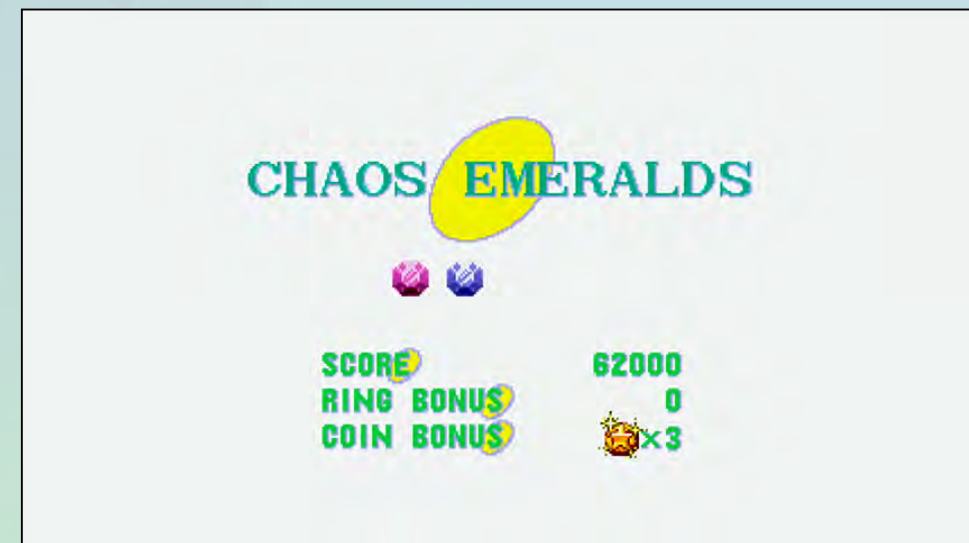 CHAOS EMERALDS
SCORE 62000
RING BONUS 0
COIN BONUS ×3